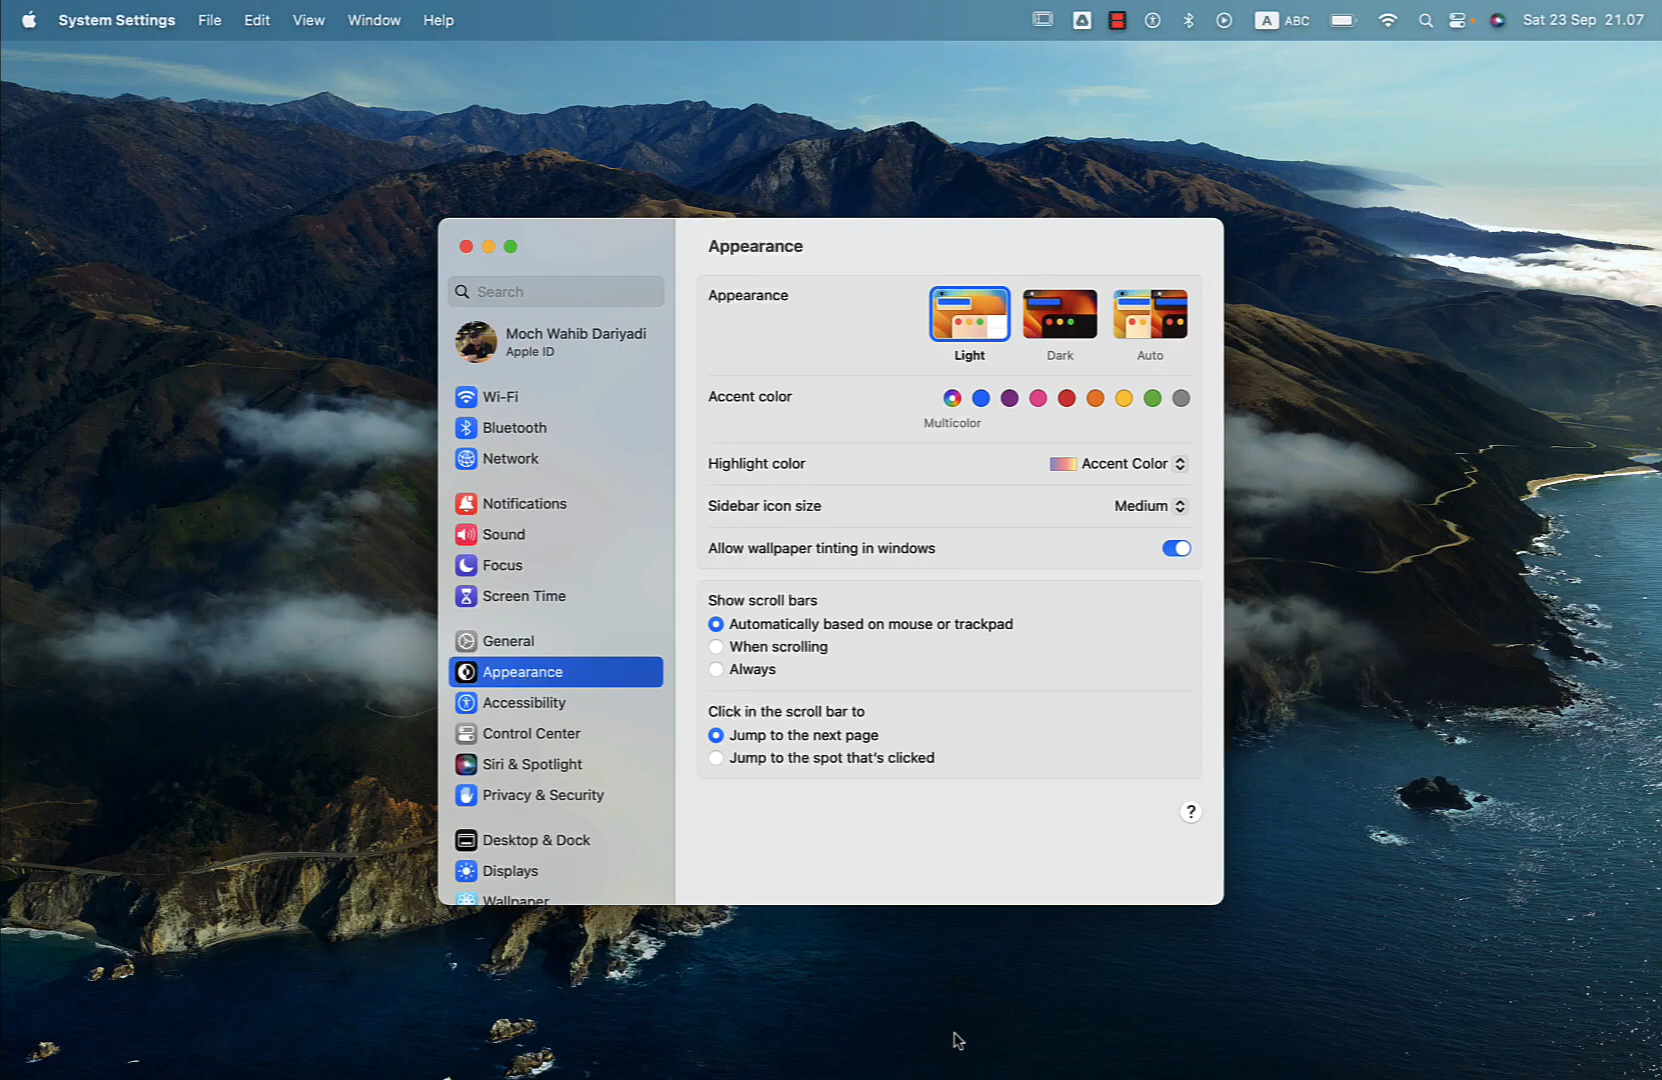 System Settings File Edit View Window Help A ABC Sat 23 Sep 21.07
Appearance
Search
Moch Wahib Dariyadi
Apple ID
Wi-Fi
Bluetooth
Network
Notifications
Sound
Focus
Screen Time
General
Appearance
Accessibility
Control Center
Siri & Spotlight
Privacy & Security
Desktop & Dock
Displays
Wallpaper
Appearance
Light Dark Auto
Accent color
Multicolor
Highlight color Accent Color
Sidebar icon size Medium
Allow wallpaper tinting in windows
Show scroll bars
Automatically based on mouse or trackpad
When scrolling
Always
Click in the scroll bar to
Jump to the next page
Jump to the spot that's clicked
?